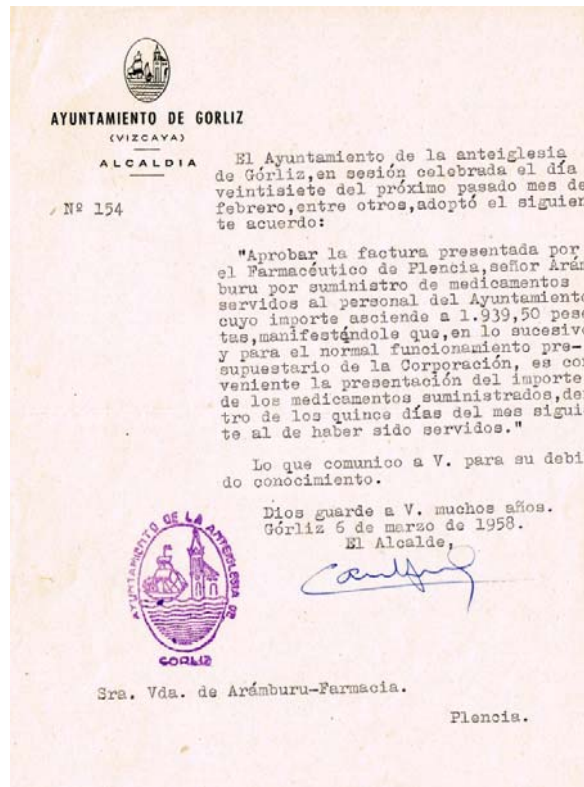 AYUNTAMIENTO DE GORLIZ
(VIZCAYA)
ALCALDIA
Nº 154
El Ayuntamiento de la anteiglesia
de Górliz,en sesión celebrada el día
veintisiete del próximo pasado mes de
febrero,entre otros,adoptó el siguien
te acuerdo:
"Aprobar la factura presentada por
el Farmacéutico de Plencia,señor Arám
buru por suministro de medicamentos
servidos al personal del Ayuntamiento
cuyo importe asciende a 1.939,50 pese
tas,manifestándole que,en lo sucesivo
y para el normal funcionamiento pre-
supuestario de la Corporación, es con
veniente la presentación del importe
de los medicamentos suministrados,den
tro de los quince días del mes siguie
te al de haber sido servidos."
Lo que comunico a V. para su debi
do conocimiento.
Dios guarde a V. muchos años.
Górliz 6 de marzo de 1958.
El Alcalde,
AYUNTAMIENTO DE LA ANTEIGLESIA DE
GORLIZ
Sra. Vda. de Arámburu-Farmacia.
Plencia.